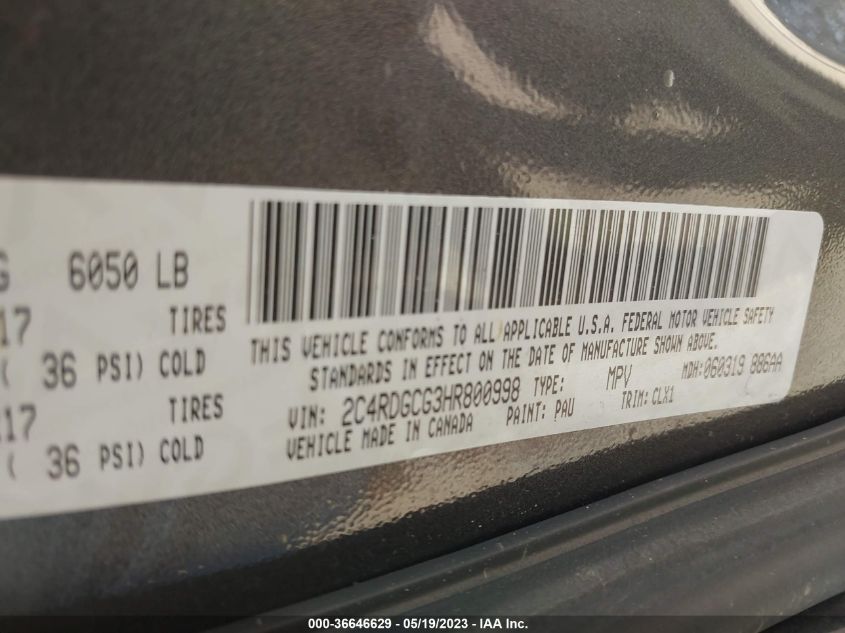 G 6050 LB
17 TIRES
( 36 PSI) COLD
17 TIRES
( 36 PSI) COLD
THIS VEHICLE CONFORMS TO ALL APPLICABLE U.S.A. FEDERAL MOTOR VEHICLE SAFETY
STANDARDS IN EFFECT ON THE DATE OF MANUFACTURE SHOWN ABOVE.
VIN: 2C4RDGCG3HR800998 TYPE: MPV MDH:060319 886AA
VEHICLE MADE IN CANADA PAINT: PAU TRIM:CLX1
000-36646629 - 05/19/2023 - IAA Inc.